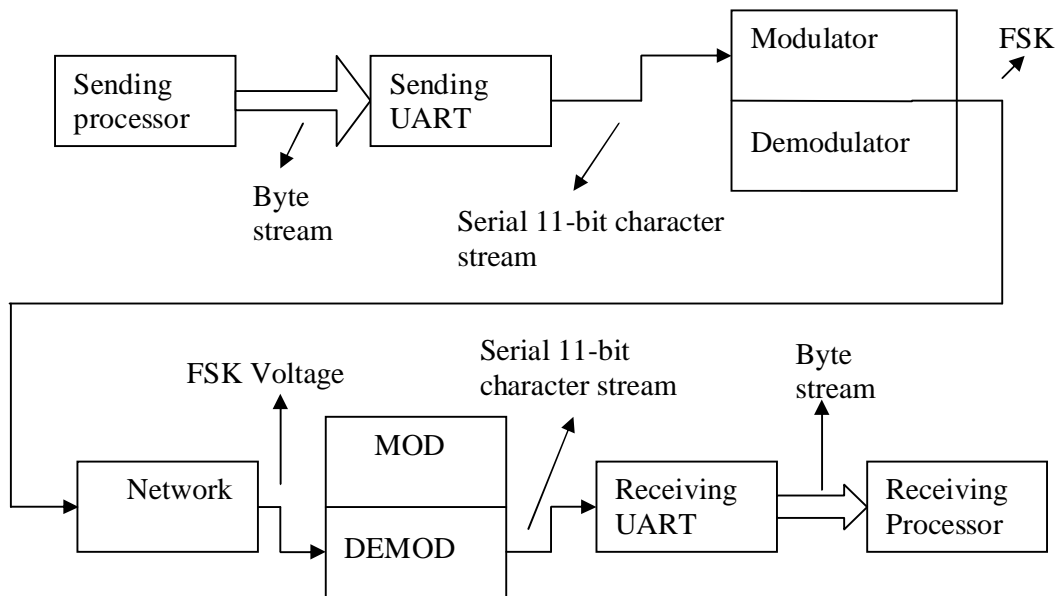 Sending
processor
Sending
UART
Modulator
Demodulator
FSK
Byte
stream
Serial 11-bit character
stream
FSK Voltage
Serial 11-bit
character stream
Byte
stream
Network
MOD
DEMOD
Receiving
UART
Receiving
Processor